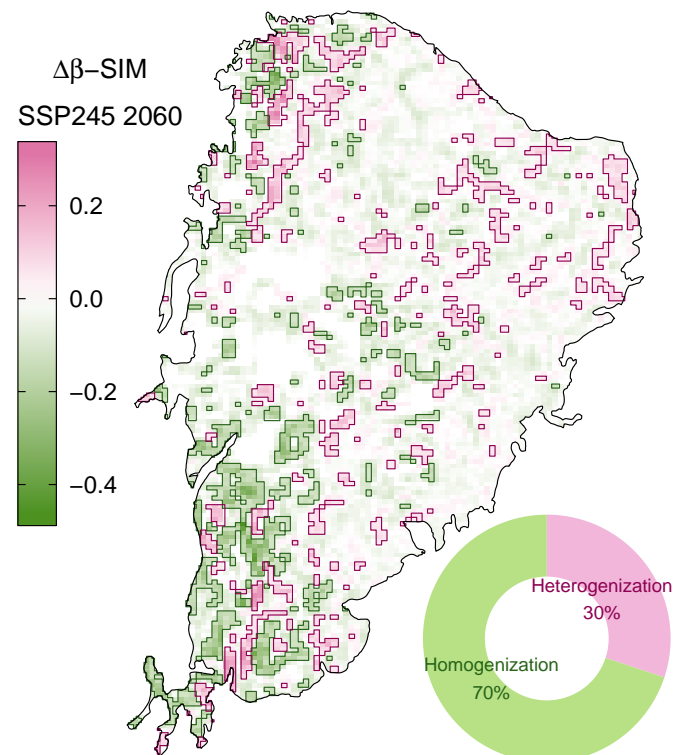 Δβ−SIM
SSP245 2060
0.2
0.0
−0.2
−0.4
Heterogenization
30%
Homogenization
70%